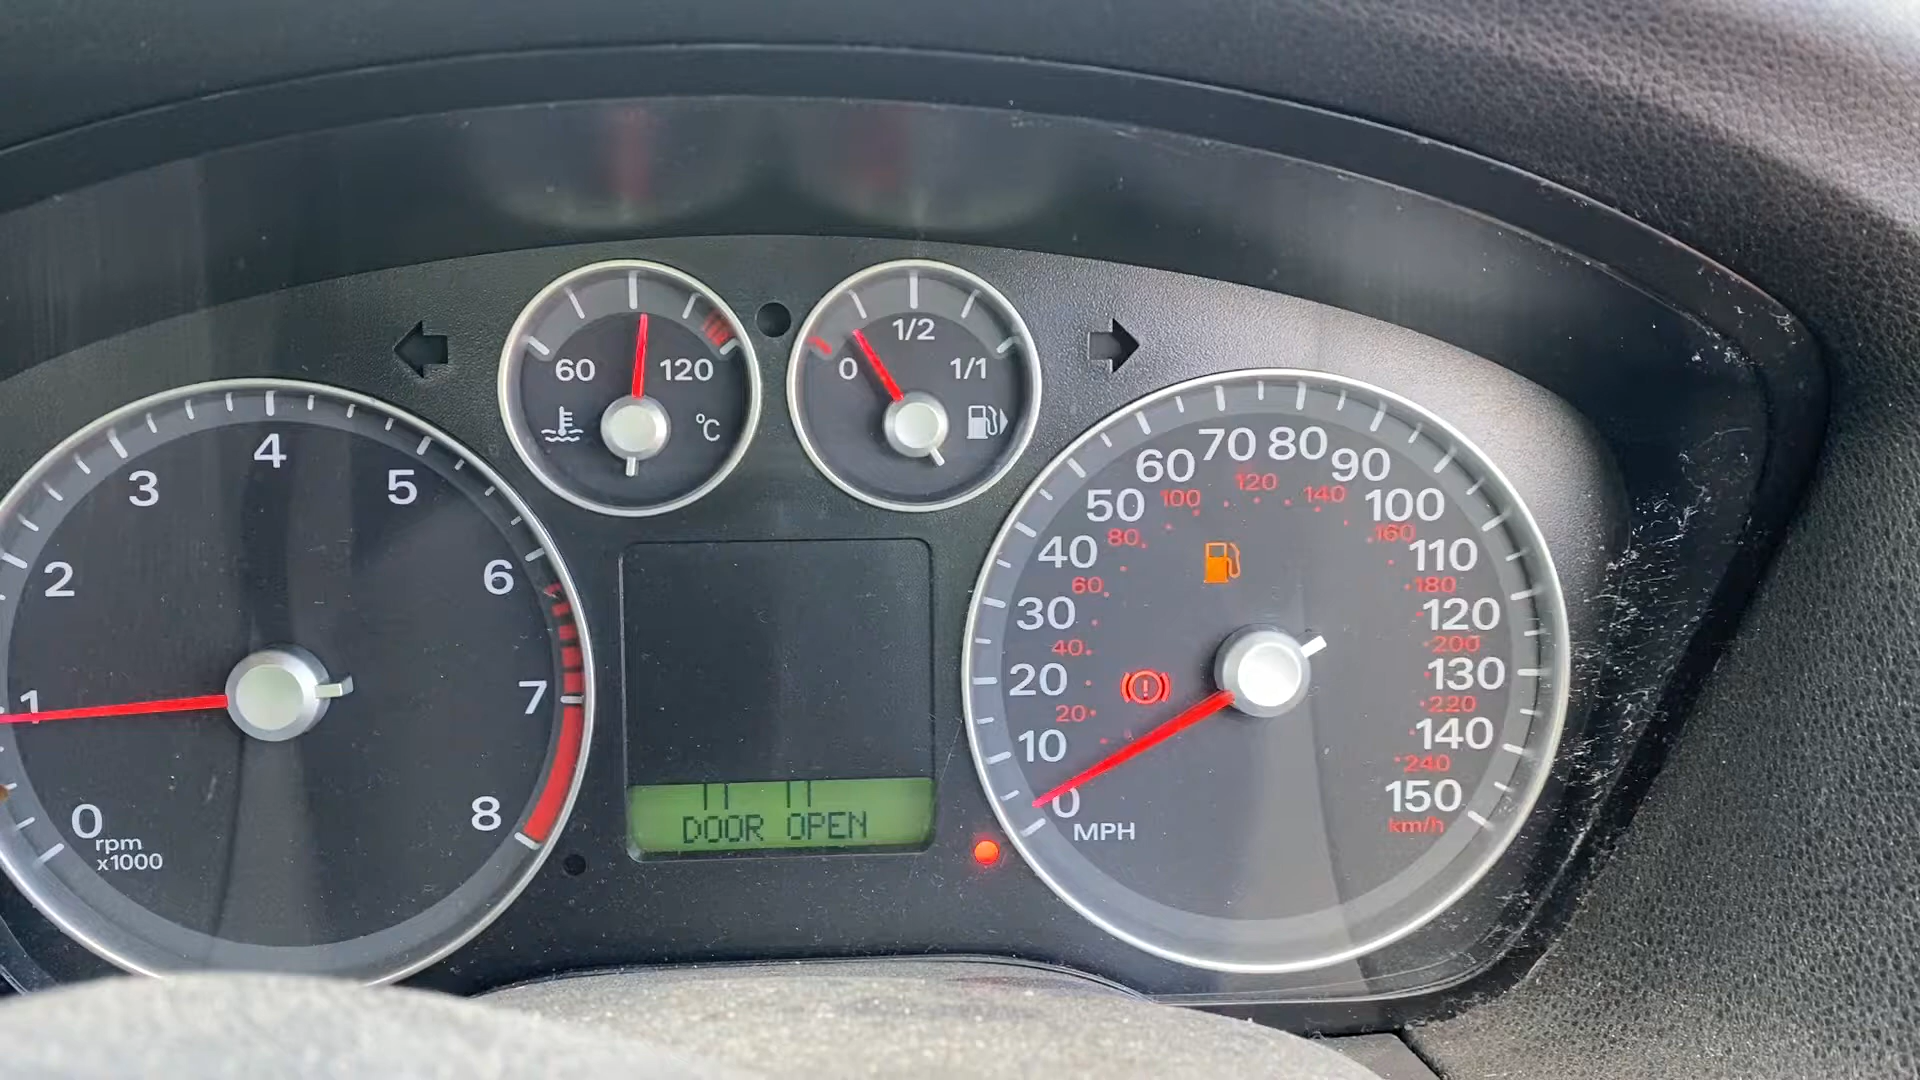 60 120
°C
0 1/2 1/1
0 1 2 3 4 5 6 7 8
rpm
x1000
DOOR OPEN
0 10 20 30 40 50 60 70 80 90 100 110 120 130 140 150
20 40 60 80 100 120 140 160 180 200 220 240
MPH
km/h